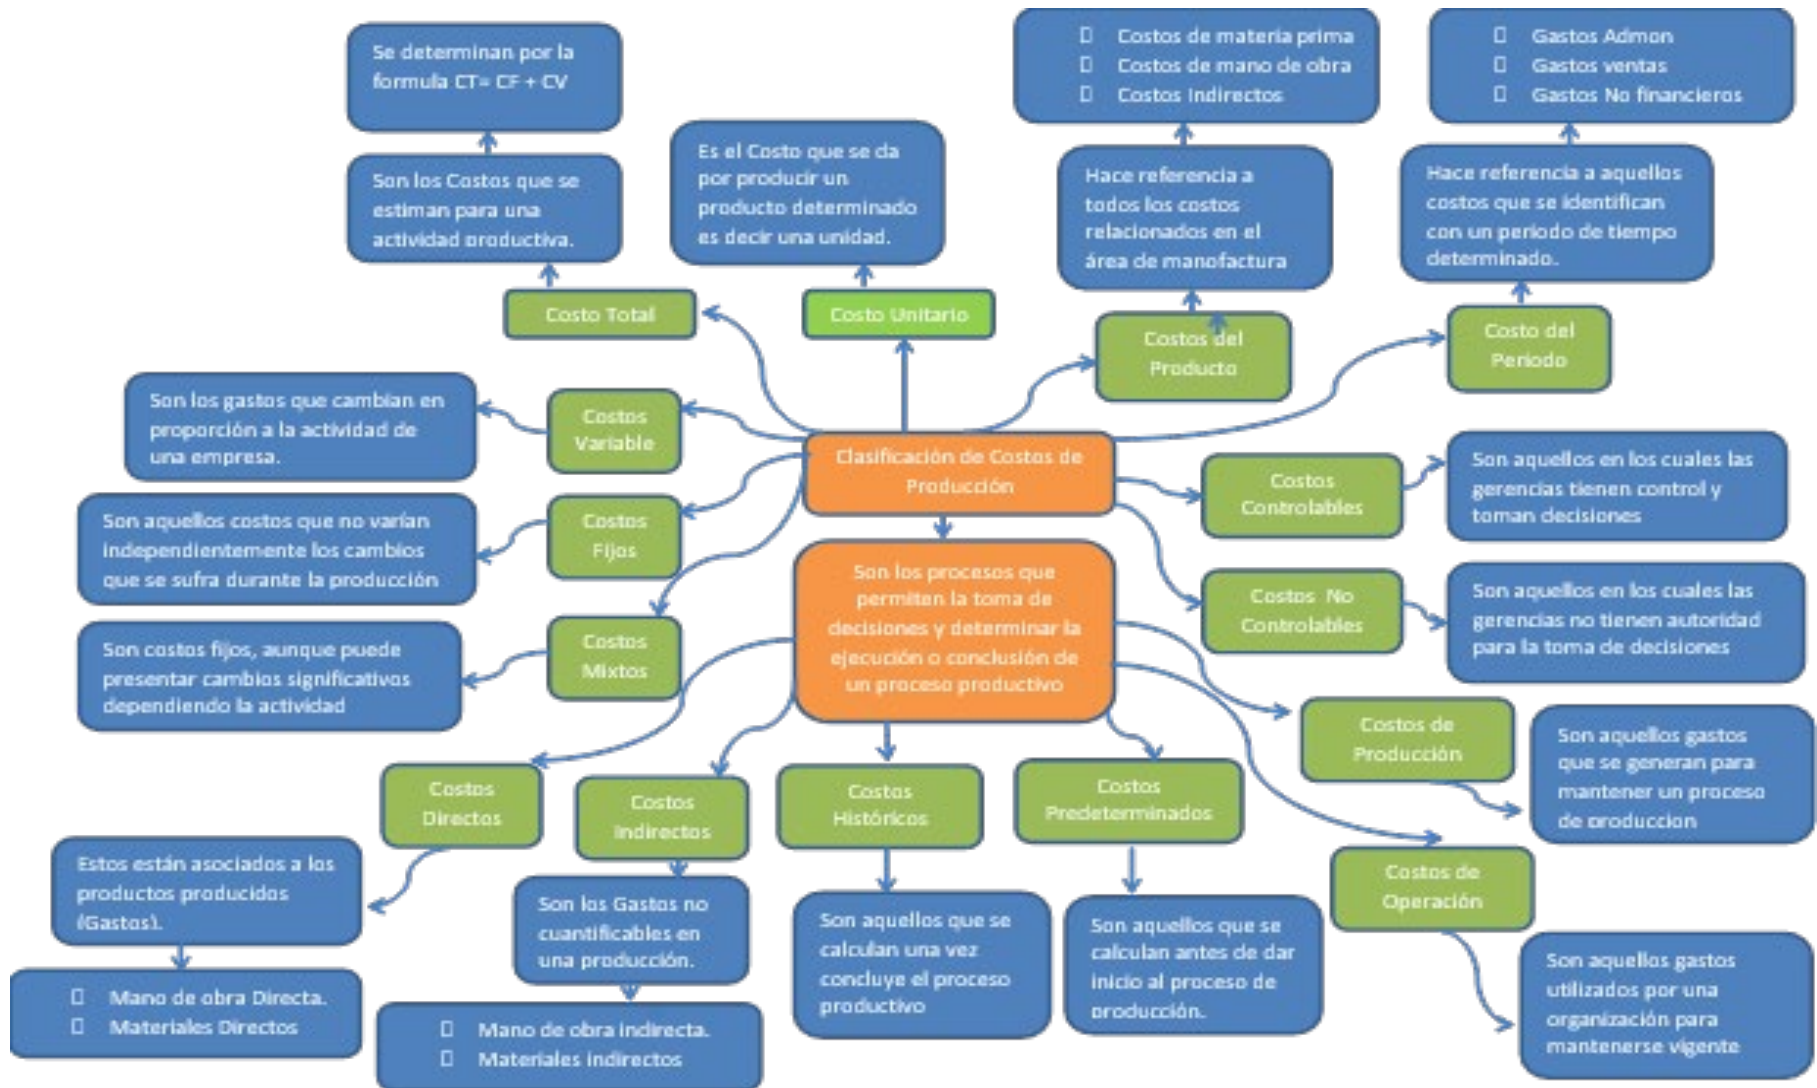 Se determinan por la
formula CT= CF + CV
Son los Costos que se
estiman para una
actividad productiva.
Costo Total
Es el Costo que se da
por producir un
producto determinado
es decir una unidad.
Costo Unitario
Costos de materia prima
Costos de mano de obra
Costos Indirectos
Hace referencia a
todos los costos
relacionados en el
área de manufactura
Costos del
Producto
Gastos Admon
Gastos ventas
Gastos No financieros
Hace referencia a aquellos
costos que se identifican
con un periodo de tiempo
determinado.
Costo del
Periodo
Son los gastos que cambian en
proporción a la actividad de
una empresa.
Costos
Variable
Clasificación de Costos de
Producción
Costos
Controlables
Son aquellos en los cuales las
gerencias tienen control y
toman decisiones
Son aquellos costos que no varían
independientemente los cambios
que se sufra durante la producción
Costos
Fijos
Son los procesos que
permiten la toma de
decisiones y determinar la
ejecución o conclusión de
un proceso productivo
Costos No
Controlables
Son aquellos en los cuales las
gerencias no tienen autoridad
para la toma de decisiones
Son costos fijos, aunque puede
presentar cambios significativos
dependiendo la actividad
Costos
Mixtos
Costos de
Producción
Son aquellos gastos
que se generan para
mantener un proceso
de produccion
Costos
Directos
Estos están asociados a los
productos producidos
(Gastos).
Mano de obra Directa.
Materiales Directos
Costos
Indirectos
Son los Gastos no
cuantificables en
una producción.
Mano de obra indirecta.
Materiales indirectos
Costos
Históricos
Son aquellos que se
calculan una vez
concluye el proceso
productivo
Costos
Predeterminados
Son aquellos que se
calculan antes de dar
inicio al proceso de
producción.
Costos de
Operación
Son aquellos gastos
utilizados por una
organización para
mantenerse vigente